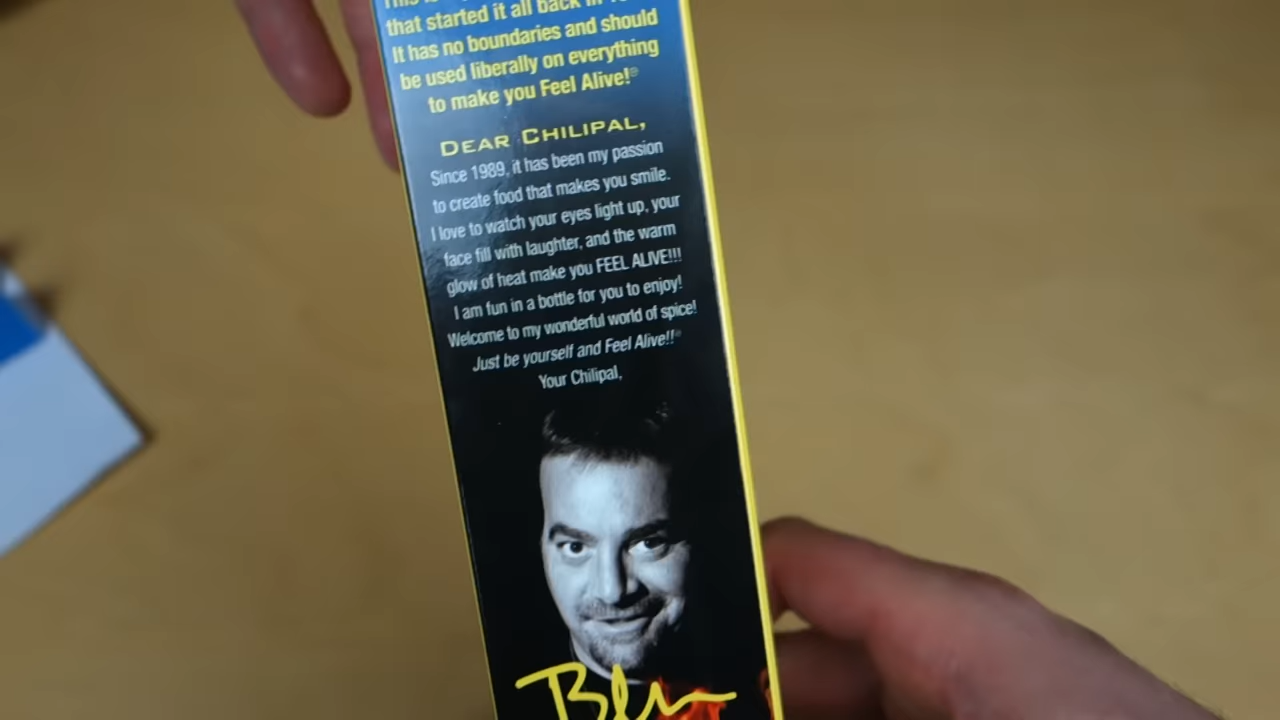 This is
that started it all back in
It has no boundaries and should
be used liberally on everything
to make you Feel Alive!®
DEAR CHILIPAL,
Since 1989, it has been my passion
to create food that makes you smile.
I love to watch your eyes light up, your
face fill with laughter, and the warm
glow of heat make you FEEL ALIVE!!!
I am fun in a bottle for you to enjoy!
Welcome to my wonderful world of spice!
Just be yourself and Feel Alive!!®
Your Chilipal,